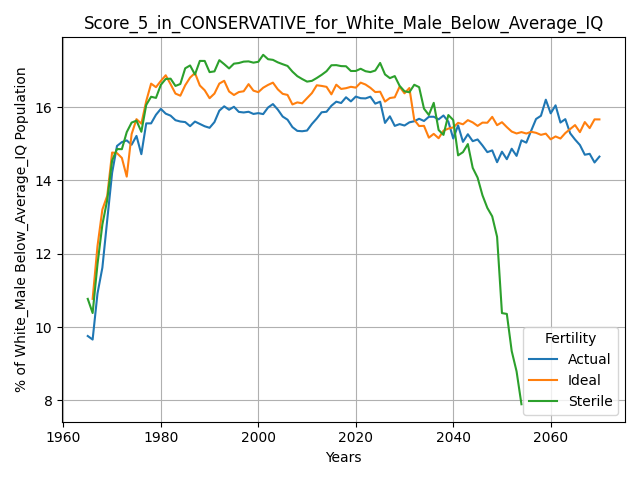 Score_5_in_CONSERVATIVE_for_White_Male_Below_Average_IQ
% of White_Male Below_Average_IQ Population
16
14
12
10
8
1960
1980
2000
2020
2040
2060
Years
Fertility
Actual
Ideal
Sterile